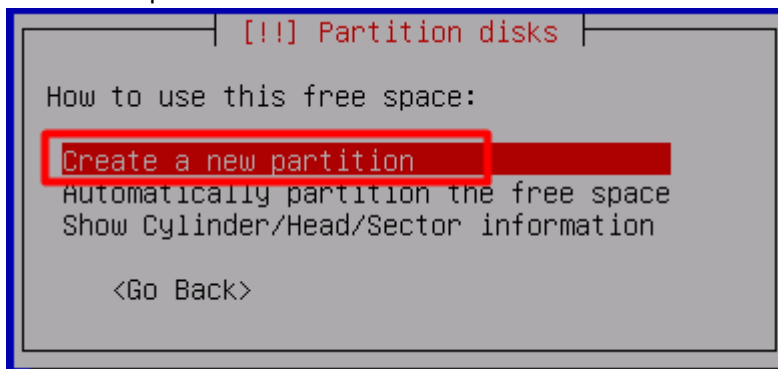 [!!] Partition disks
How to use this free space:
Create a new partition
Automatically partition the free space
Show Cylinder/Head/Sector information
<Go Back>